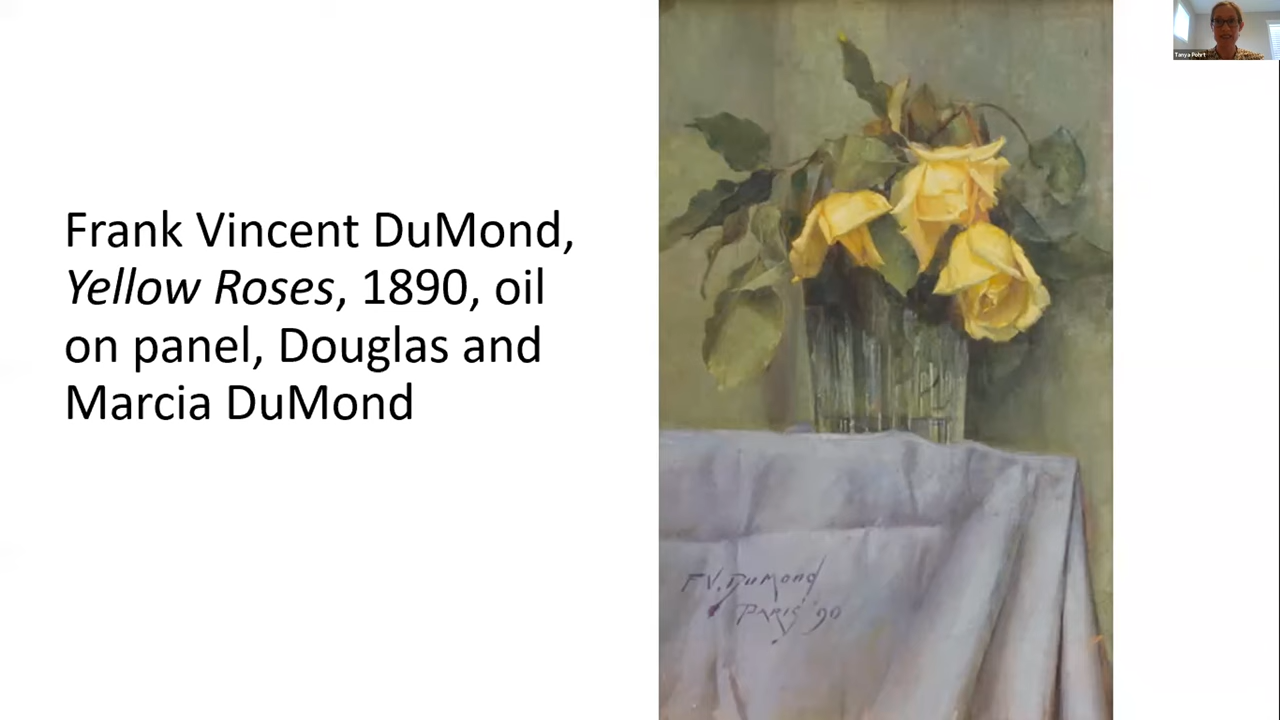 Frank Vincent DuMond,
Yellow Roses, 1890, oil
on panel, Douglas and
Marcia DuMond
F.V. DuMond
PARIS '90
Tanya Pohrt